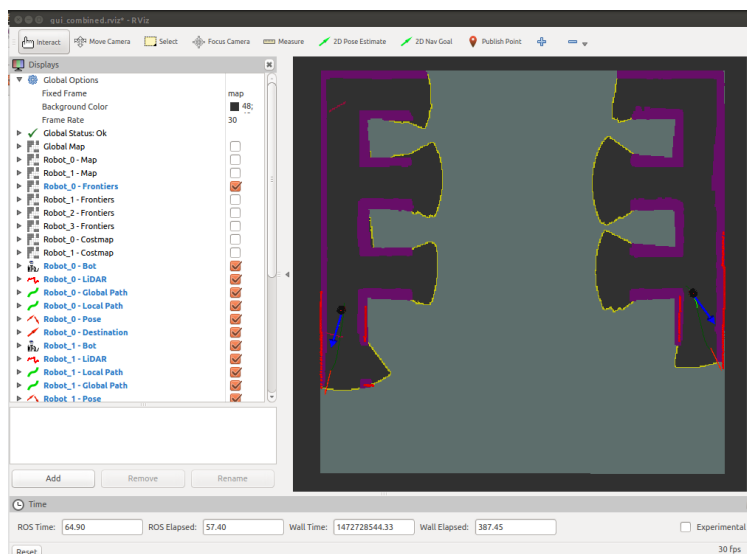 gui_combined.rviz* - RViz
Interact Move Camera Select Focus Camera Measure 2D Pose Estimate 2D Nav Goal Publish Point
Displays
Global Options
Fixed Frame map
Background Color 48;
Frame Rate 30
Global Status: Ok
Global Map
Robot_0 - Map
Robot_1 - Map
Robot_0 - Frontiers
Robot_1 - Frontiers
Robot_2 - Frontiers
Robot_3 - Frontiers
Robot_0 - Costmap
Robot_1 - Costmap
Robot_0 - Bot
Robot_0 - LiDAR
Robot_0 - Global Path
Robot_0 - Local Path
Robot_0 - Pose
Robot_0 - Destination
Robot_1 - Bot
Robot_1 - LiDAR
Robot_1 - Local Path
Robot_1 - Global Path
Robot_1 - Pose
Add Remove Rename
Time
ROS Time: 64.90 ROS Elapsed: 57.40 Wall Time: 1472728544.33 Wall Elapsed: 387.45 Experimental
Reset 30 fps